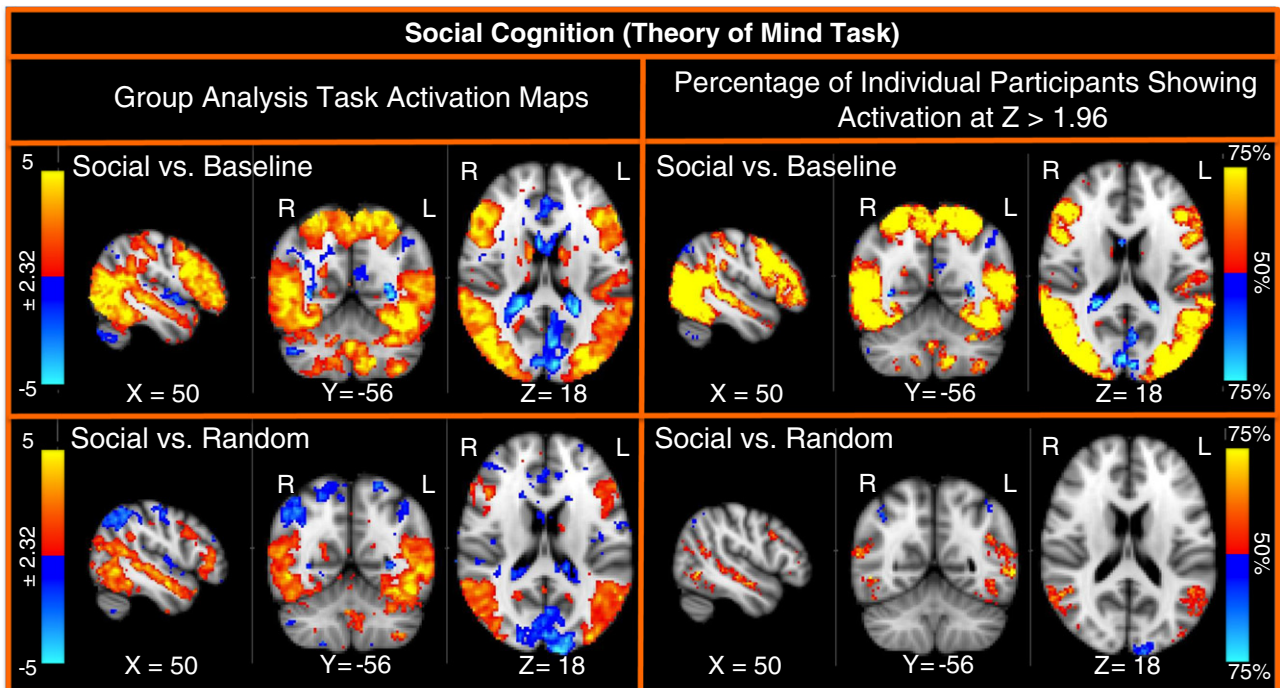 Social Cognition (Theory of Mind Task)
Group Analysis Task Activation Maps
Percentage of Individual Participants Showing
Activation at Z > 1.96
5
± 2.32
-5
Social vs. Baseline
R
L
R
L
X = 50
Y= -56
Z= 18
Social vs. Baseline
R
L
R
L
X = 50
Y= -56
Z= 18
75%
50%
75%
5
± 2.32
-5
Social vs. Random
R
L
R
L
X = 50
Y= -56
Z= 18
Social vs. Random
R
L
R
L
X = 50
Y= -56
Z= 18
75%
50%
75%